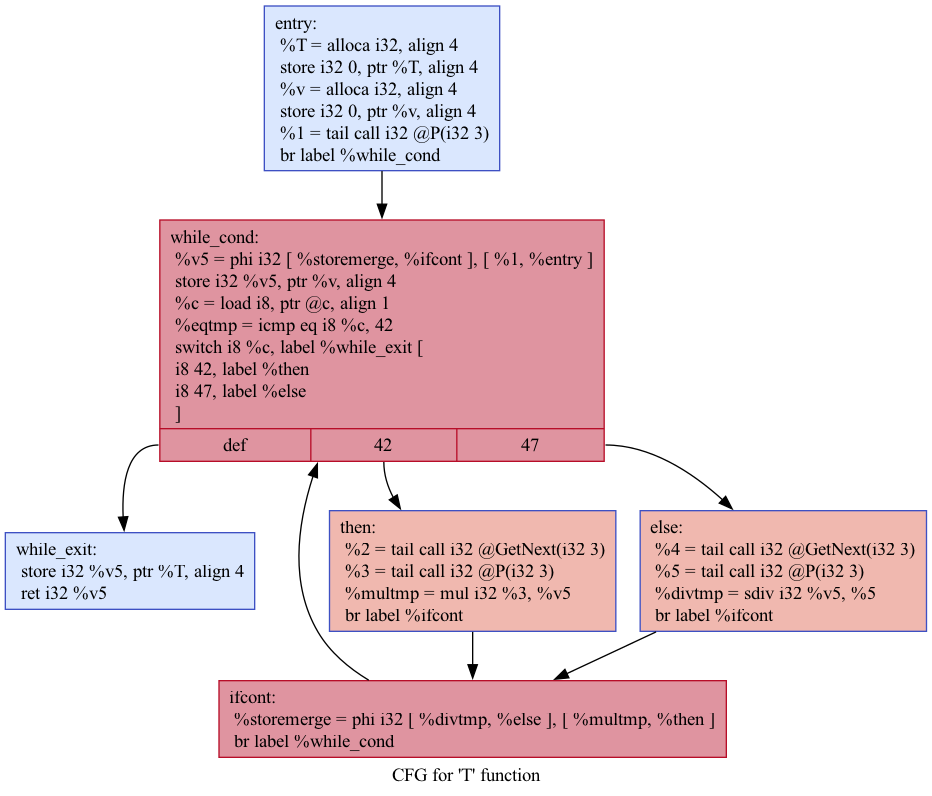 entry:
%T = alloca i32, align 4
store i32 0, ptr %T, align 4
%v = alloca i32, align 4
store i32 0, ptr %v, align 4
%1 = tail call i32 @P(i32 3)
br label %while_cond
while_cond:
%v5 = phi i32 [ %storemerge, %ifcont ], [ %1, %entry ]
store i32 %v5, ptr %v, align 4
%c = load i8, ptr @c, align 1
%eqtmp = icmp eq i8 %c, 42
switch i8 %c, label %while_exit [
i8 42, label %then
i8 47, label %else
]
def
42
47
while_exit:
store i32 %v5, ptr %T, align 4
ret i32 %v5
then:
%2 = tail call i32 @GetNext(i32 3)
%3 = tail call i32 @P(i32 3)
%multmp = mul i32 %3, %v5
br label %ifcont
else:
%4 = tail call i32 @GetNext(i32 3)
%5 = tail call i32 @P(i32 3)
%divtmp = sdiv i32 %v5, %5
br label %ifcont
ifcont:
%storemerge = phi i32 [ %divtmp, %else ], [ %multmp, %then ]
br label %while_cond
CFG for 'T' function